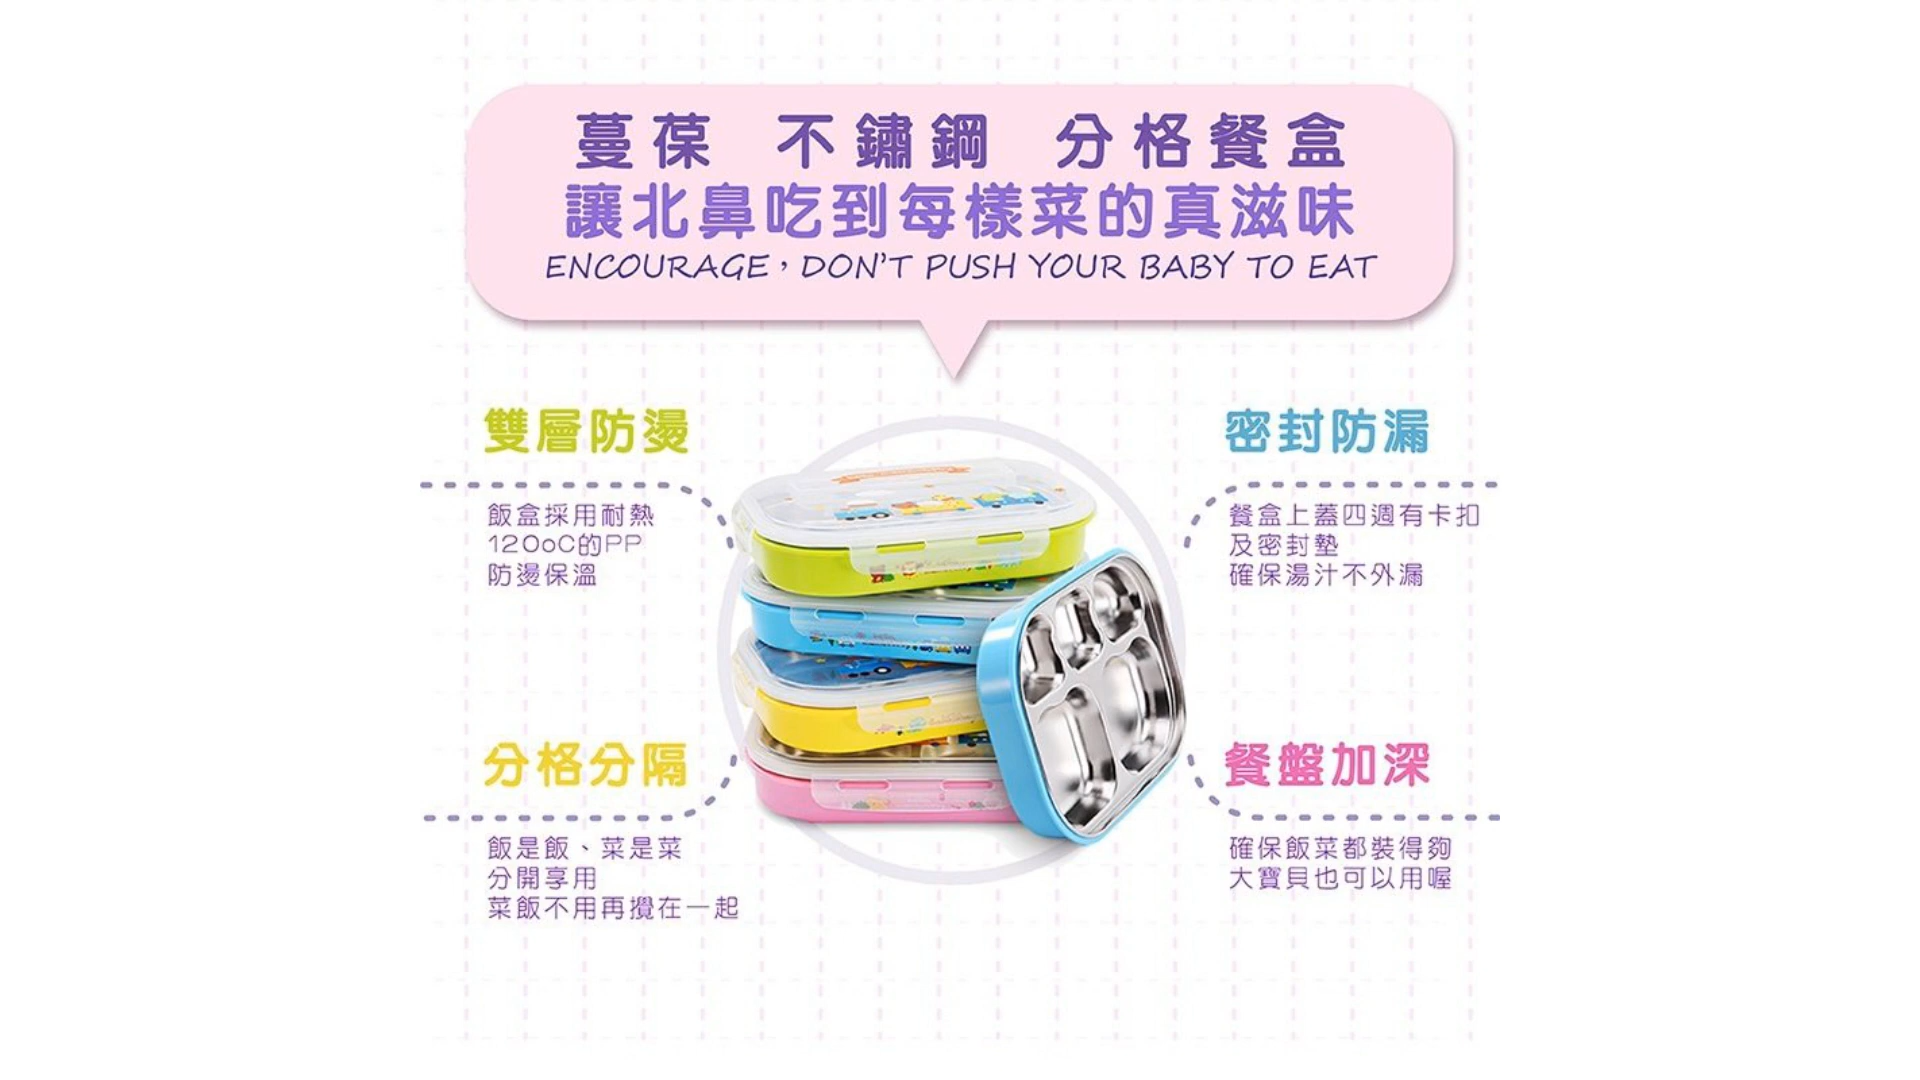 蔓葆 不鏽鋼 分格餐盒
讓北鼻吃到每樣菜的真滋味
ENCOURAGE，DON'T PUSH YOUR BABY TO EAT
雙層防燙
飯盒採用耐熱
120oC的PP
防燙保溫
密封防漏
餐盒上蓋四週有卡扣
及密封墊
確保湯汁不外漏
分格分隔
飯是飯、菜是菜
分開享用
菜飯不用再攪在一起
餐盤加深
確保飯菜都裝得夠
大寶貝也可以用喔